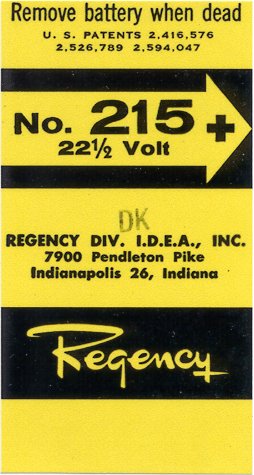 Remove battery when dead
U. S. PATENTS 2,416,576
2,526,789 2,594,047
No. 215 +
22½ Volt
DK
REGENCY DIV. I.D.E.A., INC.
7900 Pendleton Pike
Indianapolis 26, Indiana
Regency